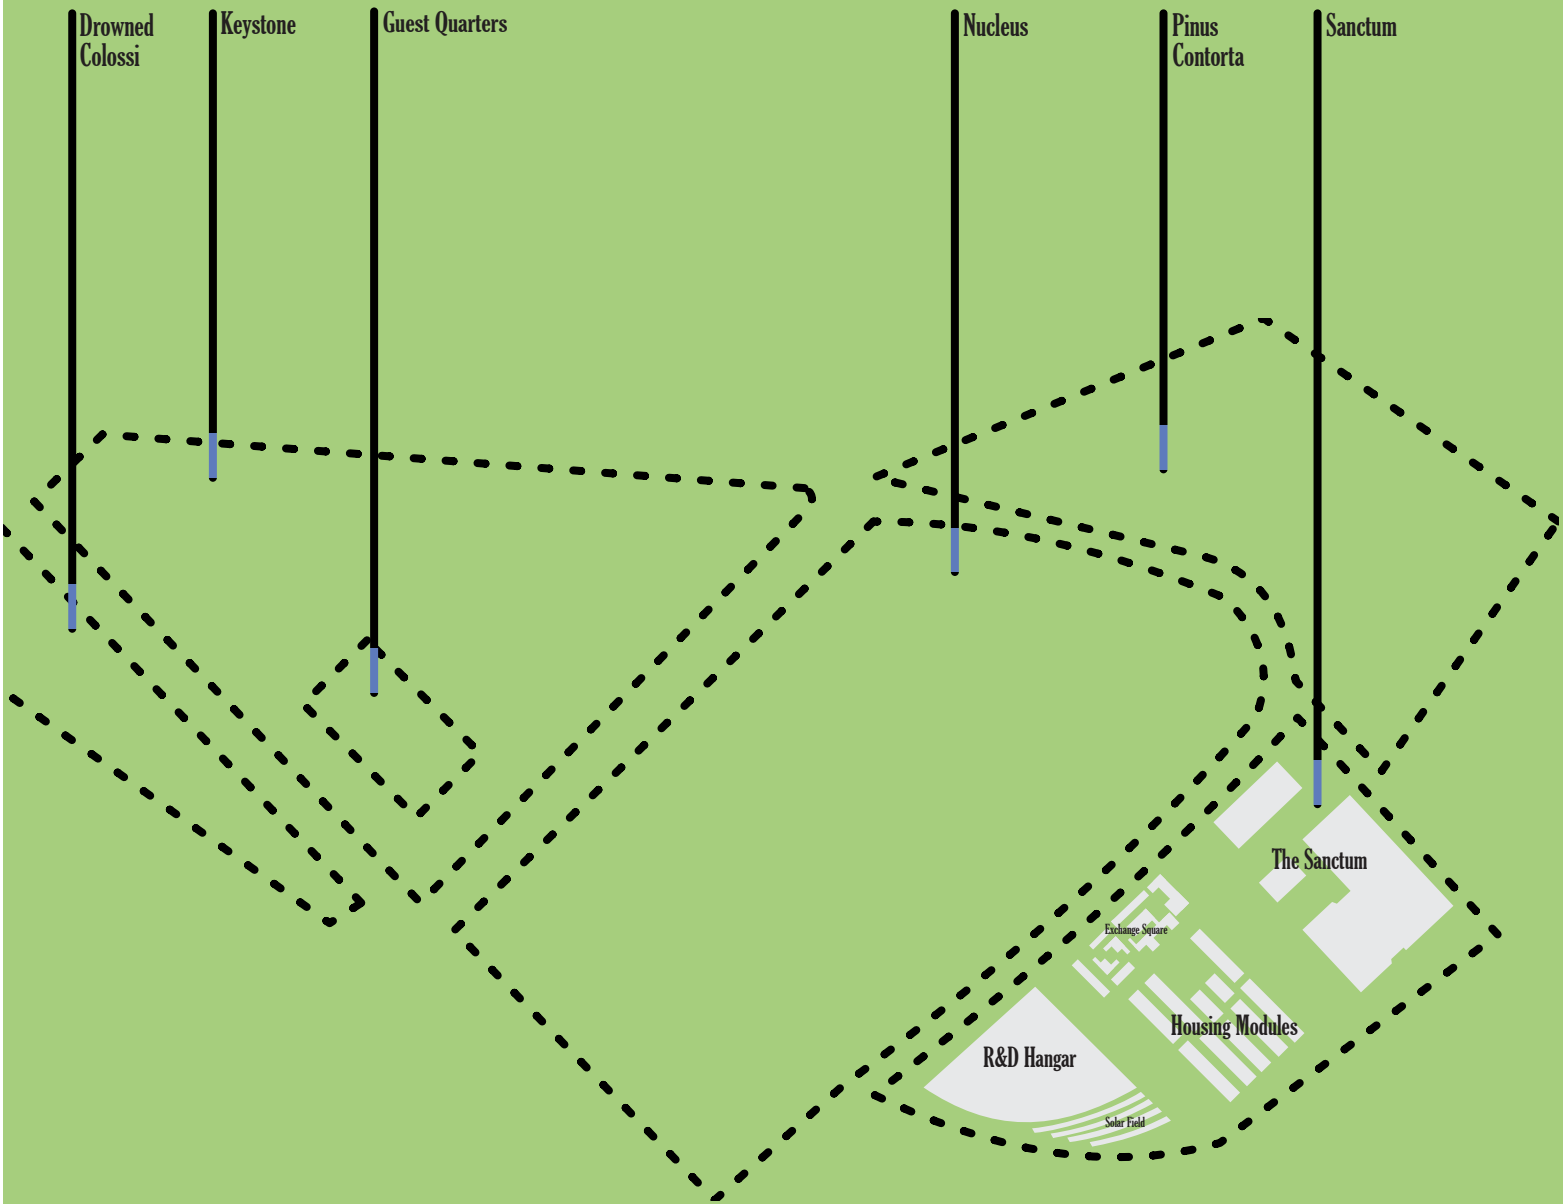 Drowned
Colossi
Keystone
Guest Quarters
Nucleus
Pinus
Contorta
Sanctum
The Sanctum
Exchange Square
Housing Modules
R&D Hangar
Solar Field